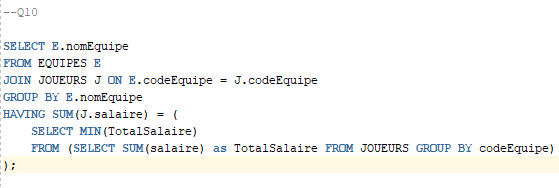 --Q10
SELECT E.nomEquipe
FROM EQUIPES E
JOIN JOUEURS J ON E.codeEquipe = J.codeEquipe
GROUP BY E.nomEquipe
HAVING SUM(J.salaire) = (
    SELECT MIN(TotalSalaire)
    FROM (SELECT SUM(salaire) as TotalSalaire FROM JOUEURS GROUP BY codeEquipe)
);